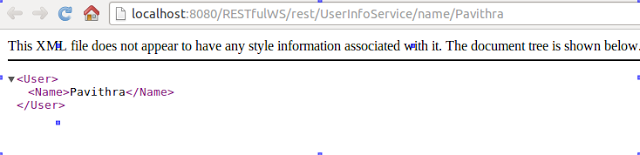 localhost:8080/RESTfulWS/rest/UserInfoService/name/Pavithra
This XML file does not appear to have any style information associated with it. The document tree is shown below.
<User>
<Name>Pavithra</Name>
</User>